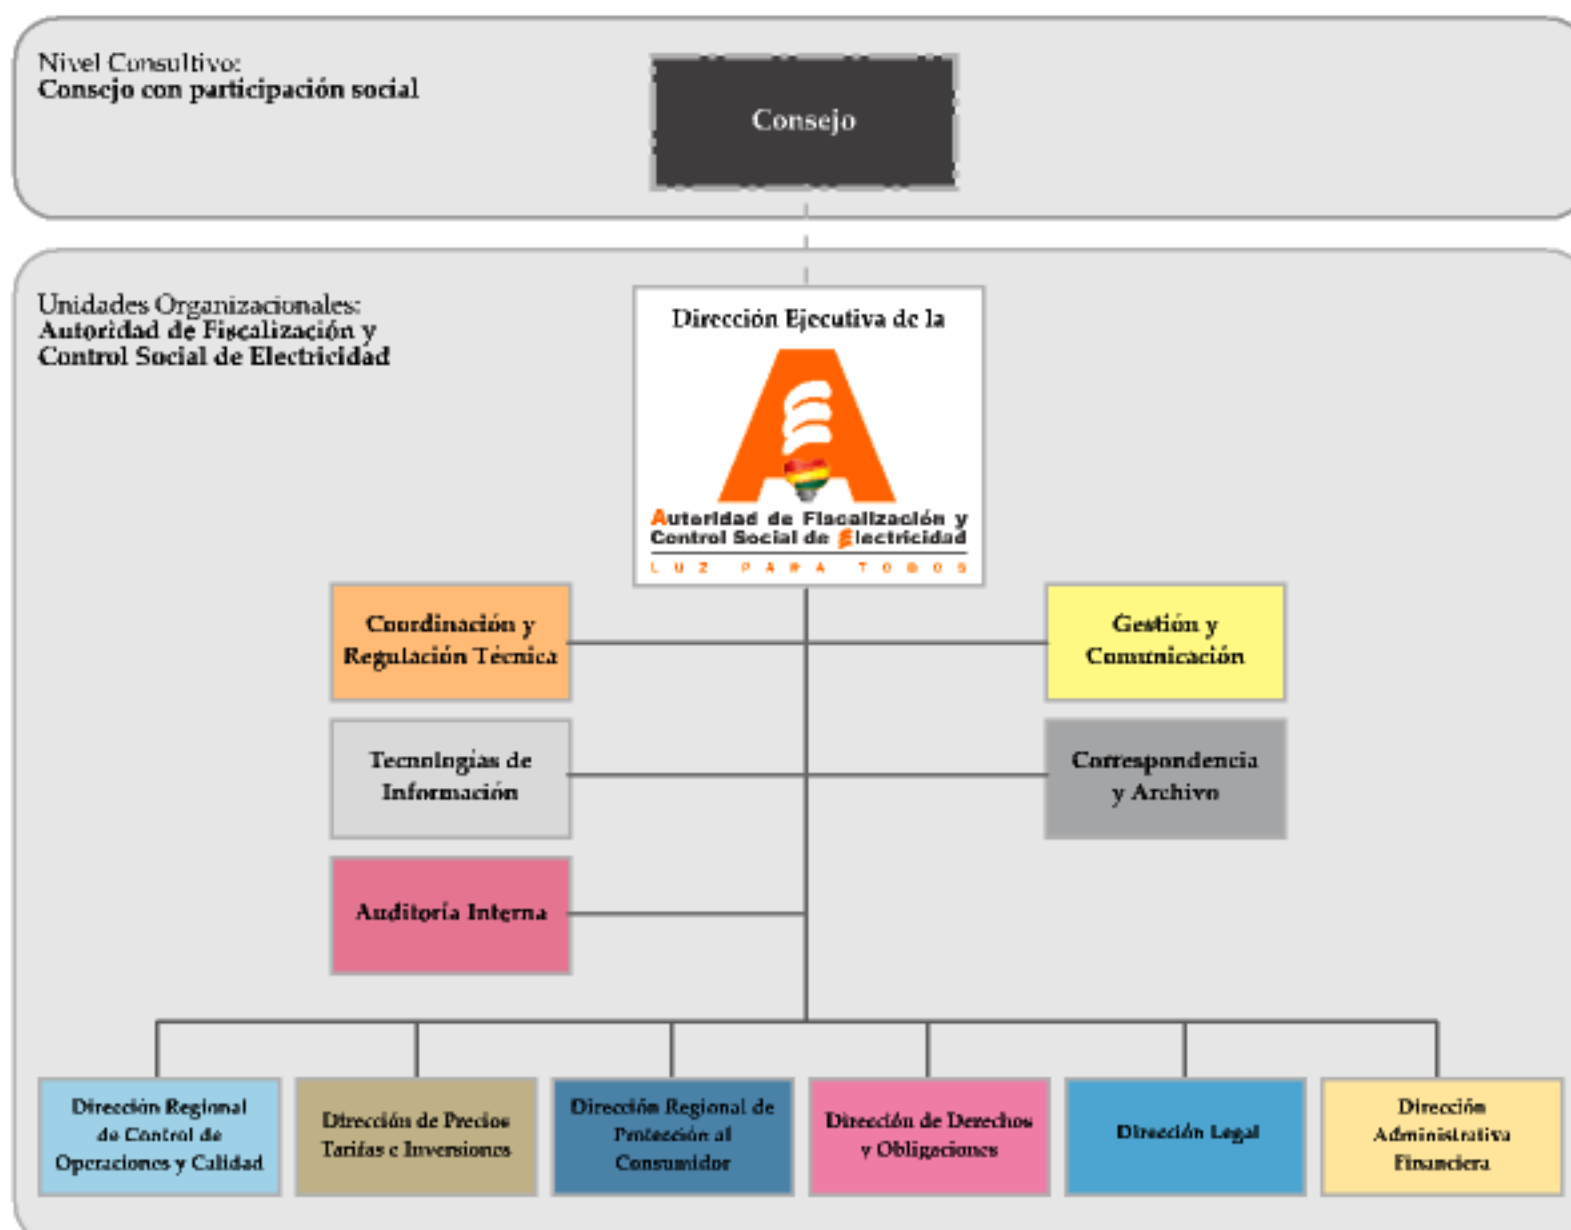 Nivel Consultivo:
Consejo con participación social
Consejo
Unidades Organizacionales:
Autoridad de Fiscalización y
Control Social de Electricidad
Dirección Ejecutiva de la
Autoridad de Fiscalización y
Control Social de Electricidad
LUZ PARA TODOS
Coordinación y
Regulación Técnica
Gestión y
Comunicación
Tecnologías de
Información
Correspondencia
y Archivo
Auditoría Interna
Dirección Regional
de Control de
Operaciones y Calidad
Dirección de Precios
Tarifas e Inversiones
Dirección Regional de
Protección al
Consumidor
Dirección de Derechos
y Obligaciones
Dirección Legal
Dirección
Administrativa
Financiera